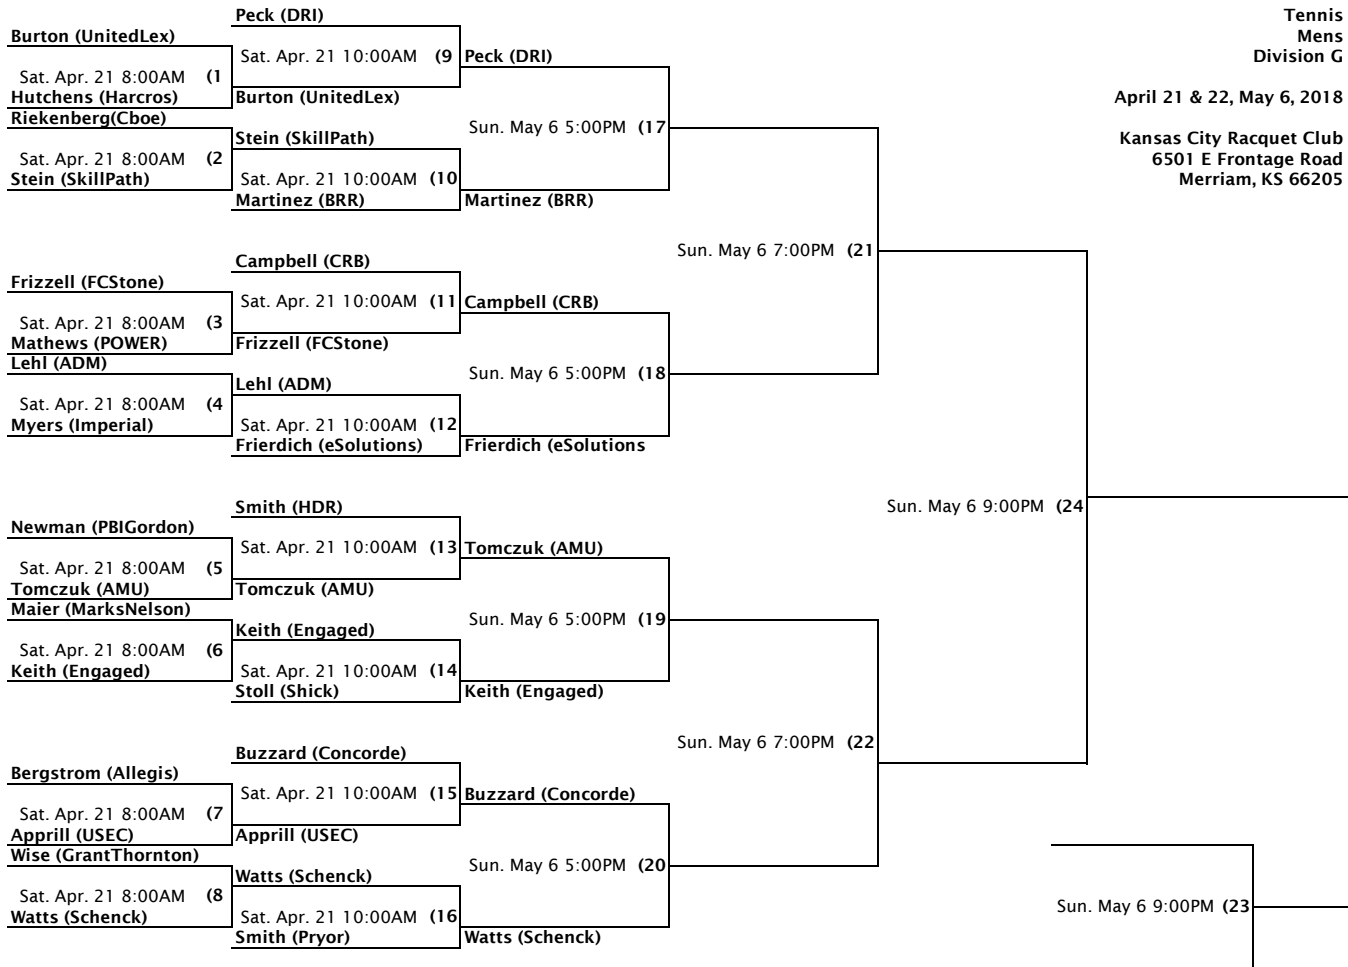 Tennis
Mens
Division G
April 21 & 22, May 6, 2018
Kansas City Racquet Club
6501 E Frontage Road
Merriam, KS 66205
Burton (UnitedLex)
Sat. Apr. 21 8:00AM (1
Hutchens (Harcros)
Riekenberg(Cboe)
Sat. Apr. 21 8:00AM (2
Stein (SkillPath)
Frizzell (FCStone)
Sat. Apr. 21 8:00AM (3
Mathews (POWER)
Lehl (ADM)
Sat. Apr. 21 8:00AM (4
Myers (Imperial)
Newman (PBIGordon)
Sat. Apr. 21 8:00AM (5
Tomczuk (AMU)
Maier (MarksNelson)
Sat. Apr. 21 8:00AM (6
Keith (Engaged)
Bergstrom (Allegis)
Sat. Apr. 21 8:00AM (7
Apprill (USEC)
Wise (GrantThornton)
Sat. Apr. 21 8:00AM (8
Watts (Schenck)
Peck (DRI)
Sat. Apr. 21 10:00AM (9
Burton (UnitedLex)
Stein (SkillPath)
Sat. Apr. 21 10:00AM (10
Martinez (BRR)
Campbell (CRB)
Sat. Apr. 21 10:00AM (11
Frizzell (FCStone)
Lehl (ADM)
Sat. Apr. 21 10:00AM (12
Frierdich (eSolutions)
Smith (HDR)
Sat. Apr. 21 10:00AM (13
Tomczuk (AMU)
Keith (Engaged)
Sat. Apr. 21 10:00AM (14
Stoll (Shick)
Buzzard (Concorde)
Sat. Apr. 21 10:00AM (15
Apprill (USEC)
Watts (Schenck)
Sat. Apr. 21 10:00AM (16
Smith (Pryor)
Peck (DRI)
Sun. May 6 5:00PM (17
Martinez (BRR)
Campbell (CRB)
Sun. May 6 5:00PM (18
Frierdich (eSolutions
Tomczuk (AMU)
Sun. May 6 5:00PM (19
Keith (Engaged)
Buzzard (Concorde)
Sun. May 6 5:00PM (20
Watts (Schenck)
Sun. May 6 7:00PM (21
Sun. May 6 7:00PM (22
Sun. May 6 9:00PM (24
Sun. May 6 9:00PM (23